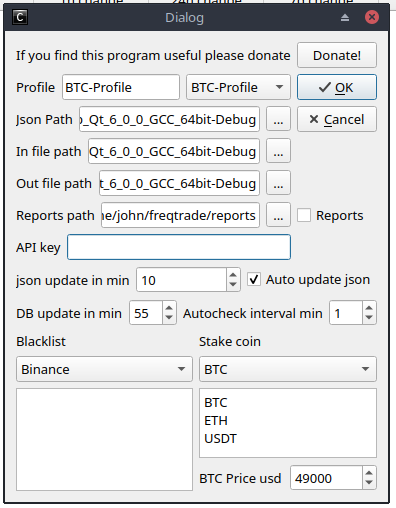 Dialog
If you find this program useful please donate Donate!
Profile BTC-Profile BTC-Profile OK
Json Path _Qt_6_0_0_GCC_64bit-Debug ... Cancel
In file path Qt_6_0_0_GCC_64bit-Debug ...
Out file path t_6_0_0_GCC_64bit-Debug ...
Reports path ne/john/freqtrade/reports ... Reports
API key
json update in min 10 Auto update json
DB update in min 55 Autocheck interval min 1
Blacklist Stake coin
Binance BTC
BTC
ETH
USDT
BTC Price usd 49000